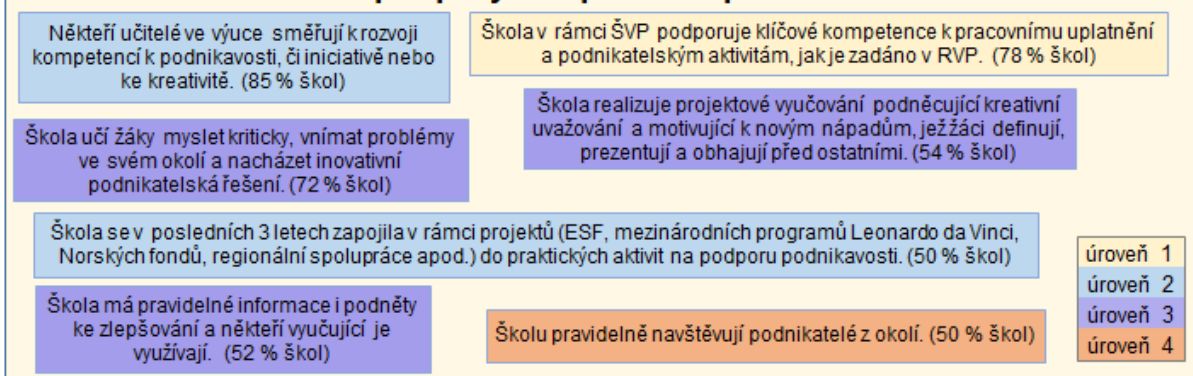 Někteří učitelé ve výuce směřují k rozvoji
kompetencí k podnikavosti, či iniciativě nebo
ke kreativitě. (85 % škol)
Škola v rámci ŠVP podporuje klíčové kompetence k pracovnímu uplatnění
a podnikatelským aktivitám, jak je zadáno v RVP. (78 % škol)
Škola realizuje projektové vyučování podněcující kreativní
uvažování a motivující k novým nápadům, jež žáci definují,
prezentují a obhajují před ostatními. (54 % škol)
Škola učí žáky myslet kriticky, vnímat problémy
ve svém okolí a nacházet inovativní
podnikatelská řešení. (72 % škol)
Škola se v posledních 3 letech zapojila v rámci projektů (ESF, mezinárodních programů Leonardo da Vinci,
Norských fondů, regionální spolupráce apod.) do praktických aktivit na podporu podnikavosti. (50 % škol)
Škola má pravidelné informace i podněty
ke zlepšování a někteří vyučující je
využívají. (52 % škol)
Školu pravidelně navštěvují podnikatelé z okolí. (50 % škol)
úroveň 1
úroveň 2
úroveň 3
úroveň 4